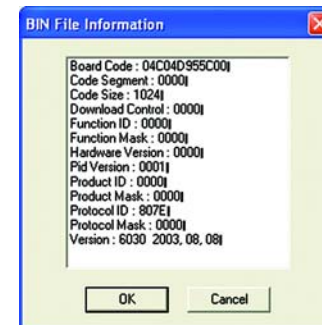 BIN File Information
Board Code : 04C04D955C00
Code Segment : 0000
Code Size : 1024
Download Control : 0000
Function ID : 0000
Function Mask : 0000
Hardware Version : 0000
Pid Version : 0001
Product ID : 0000
Product Mask : 0000
Protocol ID : 807E
Protocol Mask : 0000
Version : 6030 2003, 08, 08
OK Cancel